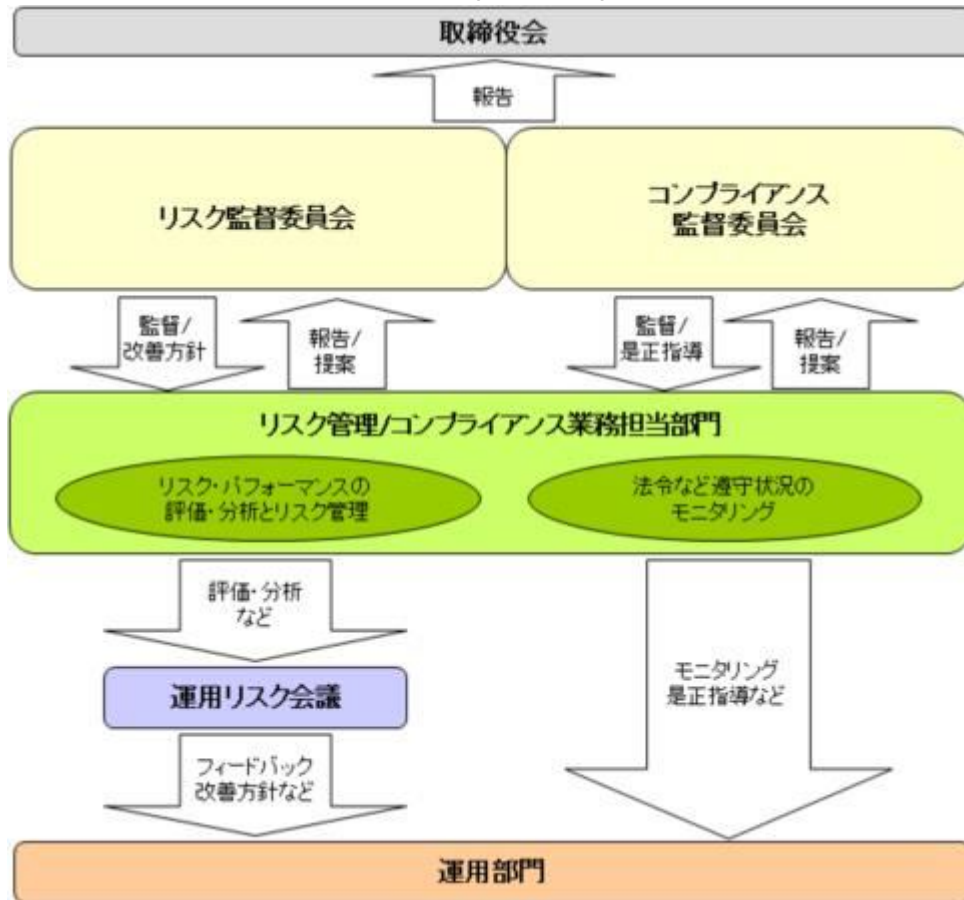 取締役会
報告
リスク監督委員会
コンプライアンス
監督委員会
監督/
改善方針
報告/
提案
監督/
是正指導
報告/
提案
リスク管理/コンプライアンス業務担当部門
リスク・パフォーマンスの
評価・分析とリスク管理
法令など遵守状況の
モニタリング
評価・分析
など
運用リスク会議
モニタリング
是正指導など
フィードバック
改善方針など
運用部門